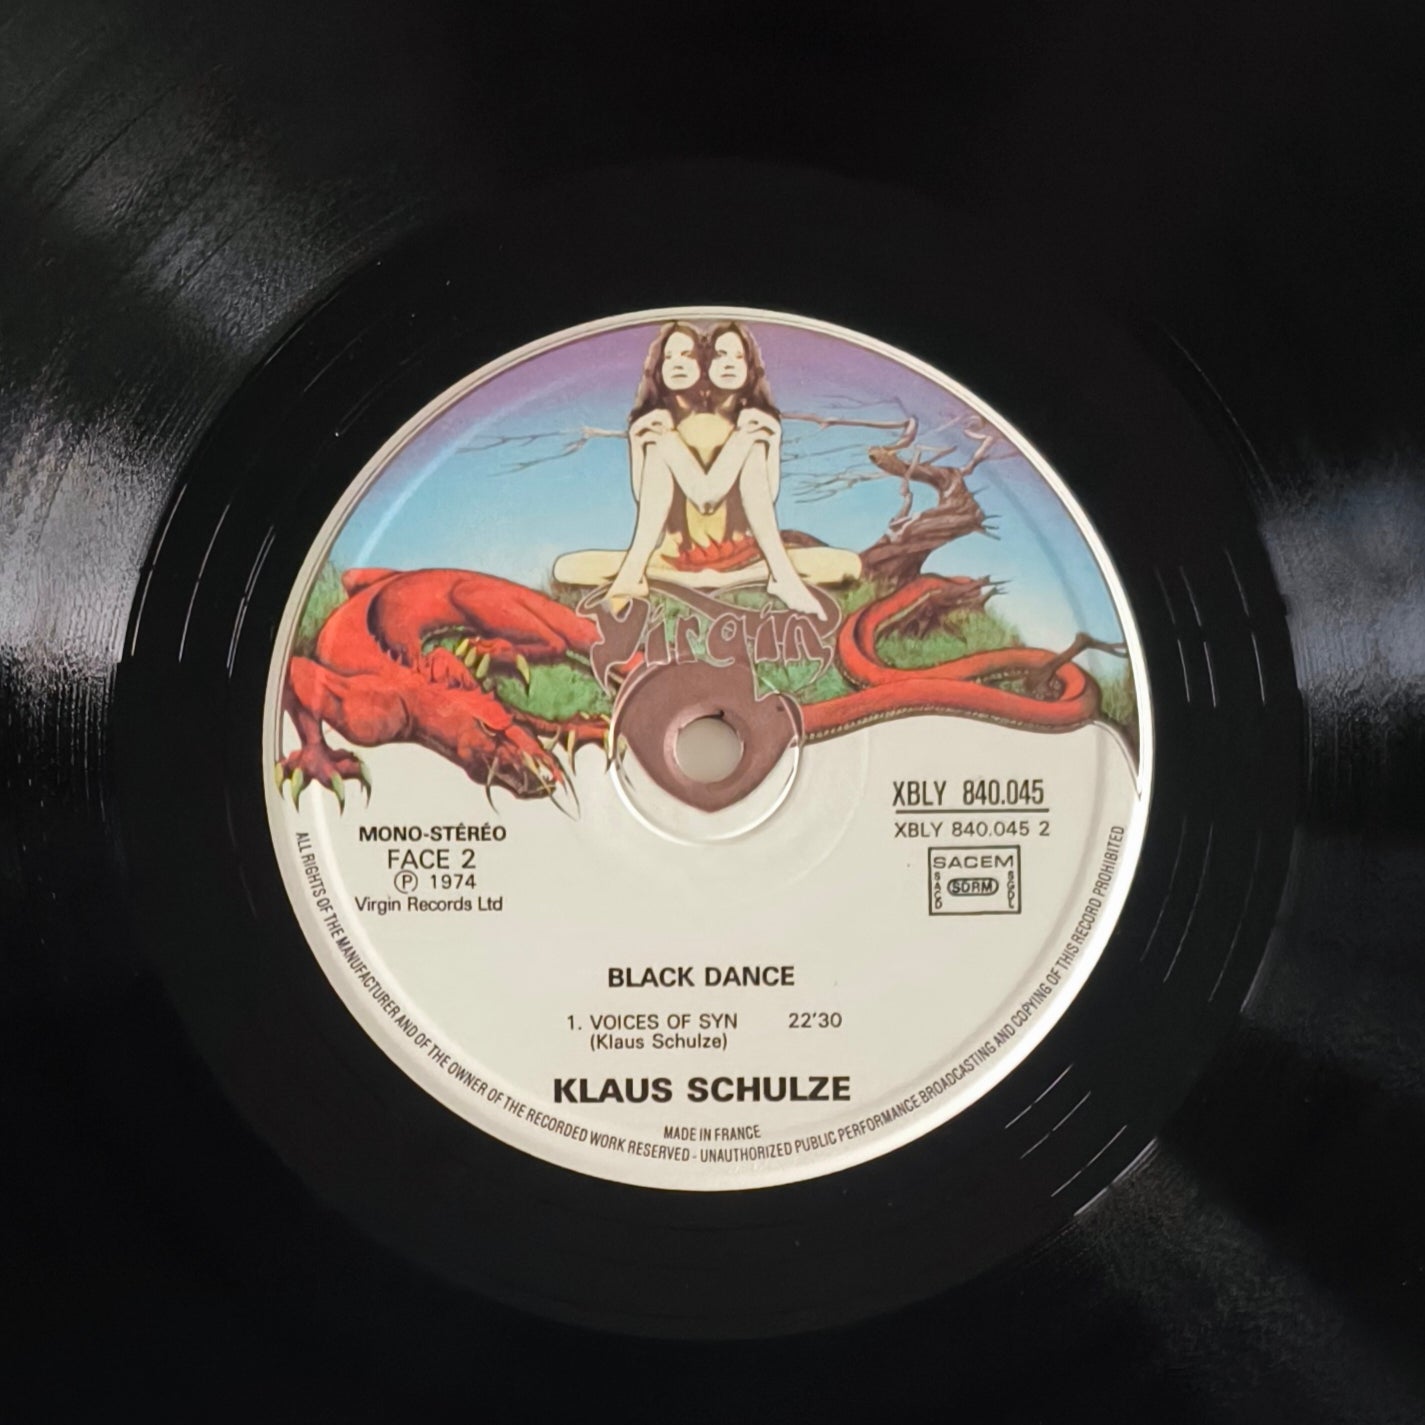 Virgin
MONO-STÉRÉO
FACE 2
Ⓟ 1974
Virgin Records Ltd
XBLY 840.045
XBLY 840.045 2
SACEM
SACD SDRM SGDL
BLACK DANCE
1. VOICES OF SYN 22'30
(Klaus Schulze)
KLAUS SCHULZE
MADE IN FRANCE
ALL RIGHTS OF THE MANUFACTURER AND OF THE OWNER OF THE RECORDED WORK RESERVED - UNAUTHORIZED PUBLIC PERFORMANCE.BROADCASTING AND COPYING OF THIS RECORD PROHIBITED